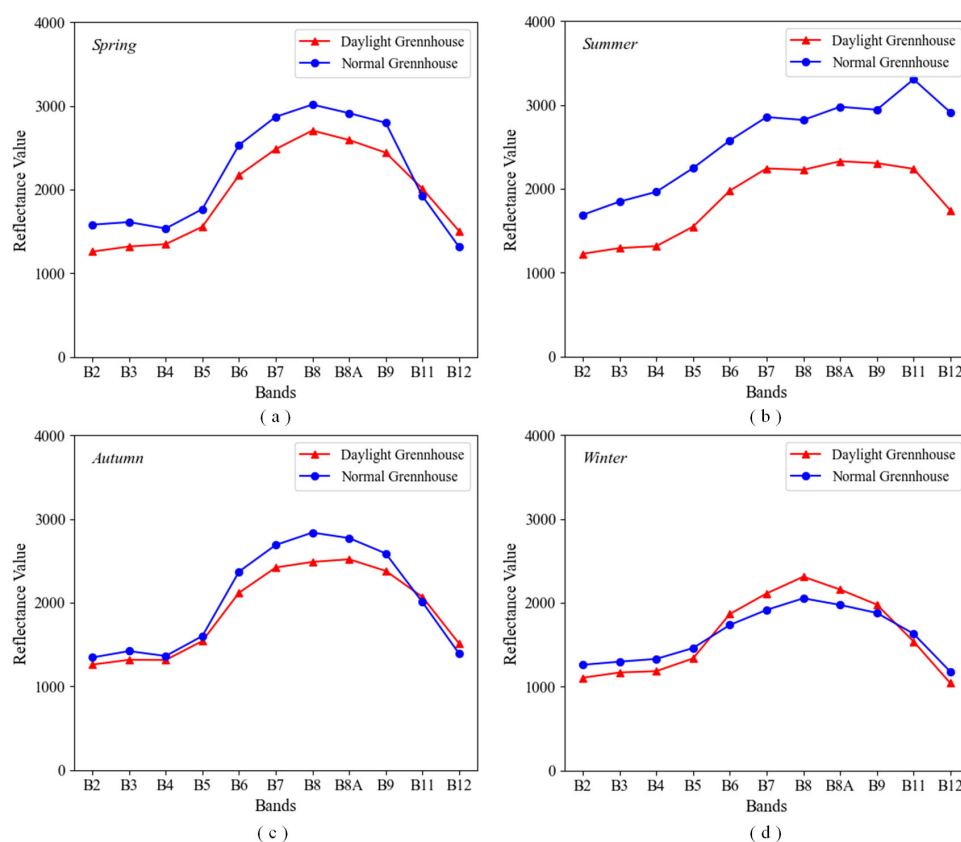 4000
3000
2000
1000
0
Reflectance Value
Spring
Daylight Grennhouse
Normal Grennhouse
B2 B3 B4 B5 B6 B7 B8 B8A B9 B11 B12
Bands
( a )
4000
3000
2000
1000
0
Reflectance Value
Summer
Daylight Grennhouse
Normal Grennhouse
B2 B3 B4 B5 B6 B7 B8 B8A B9 B11 B12
Bands
( b )
4000
3000
2000
1000
0
Reflectance Value
Autumn
Daylight Grennhouse
Normal Grennhouse
B2 B3 B4 B5 B6 B7 B8 B8A B9 B11 B12
Bands
( c )
4000
3000
2000
1000
0
Reflectance Value
Winter
Daylight Grennhouse
Normal Grennhouse
B2 B3 B4 B5 B6 B7 B8 B8A B9 B11 B12
Bands
( d )